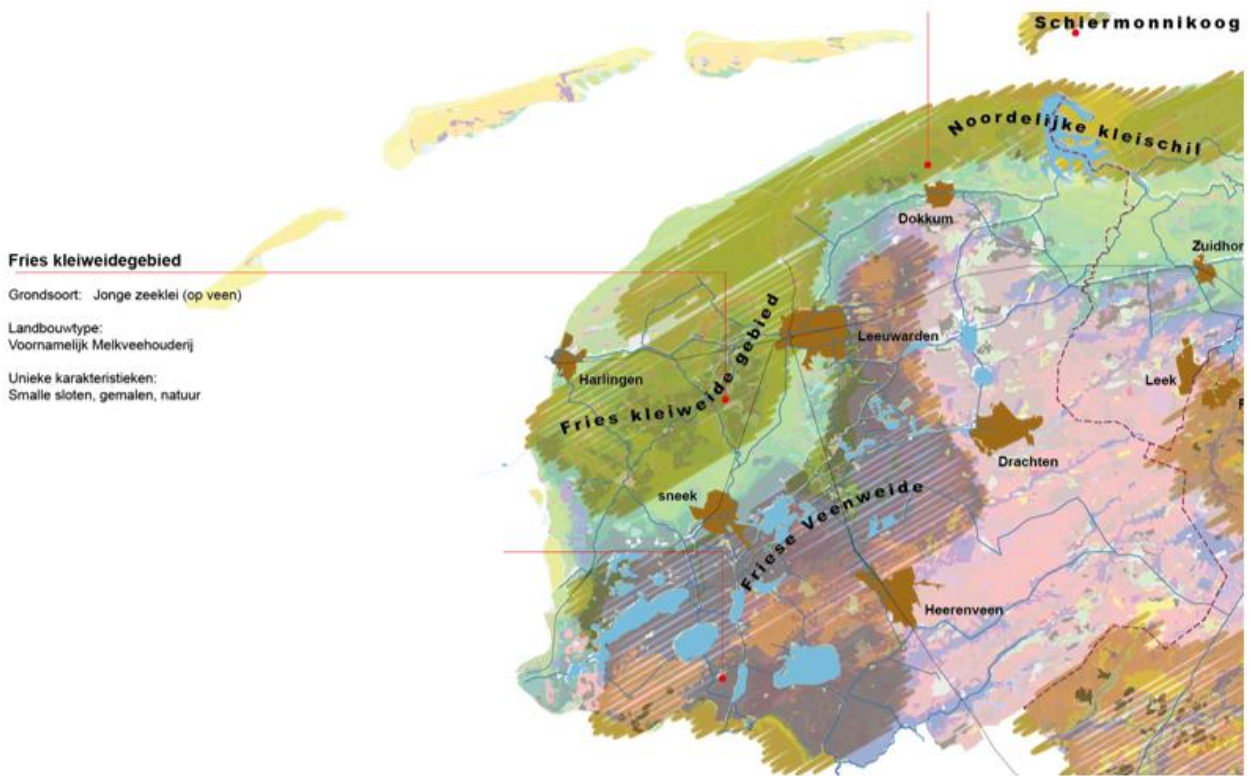 Schiermonnikoog
Noordelijke kleischil
Dokkum
Zuidhor
Fries kleiweidegebied
Grondsoort: Jonge zeeklei (op veen)
Landbouwtype:
Voornamelijk Melkveehouderij
Unieke karakteristieken:
Smalle sloten, gemalen, natuur
Leeuwarden
Harlingen
Fries kleiweide gebied
Leek
Drachten
sneek
Friese Veenweide
Heerenveen